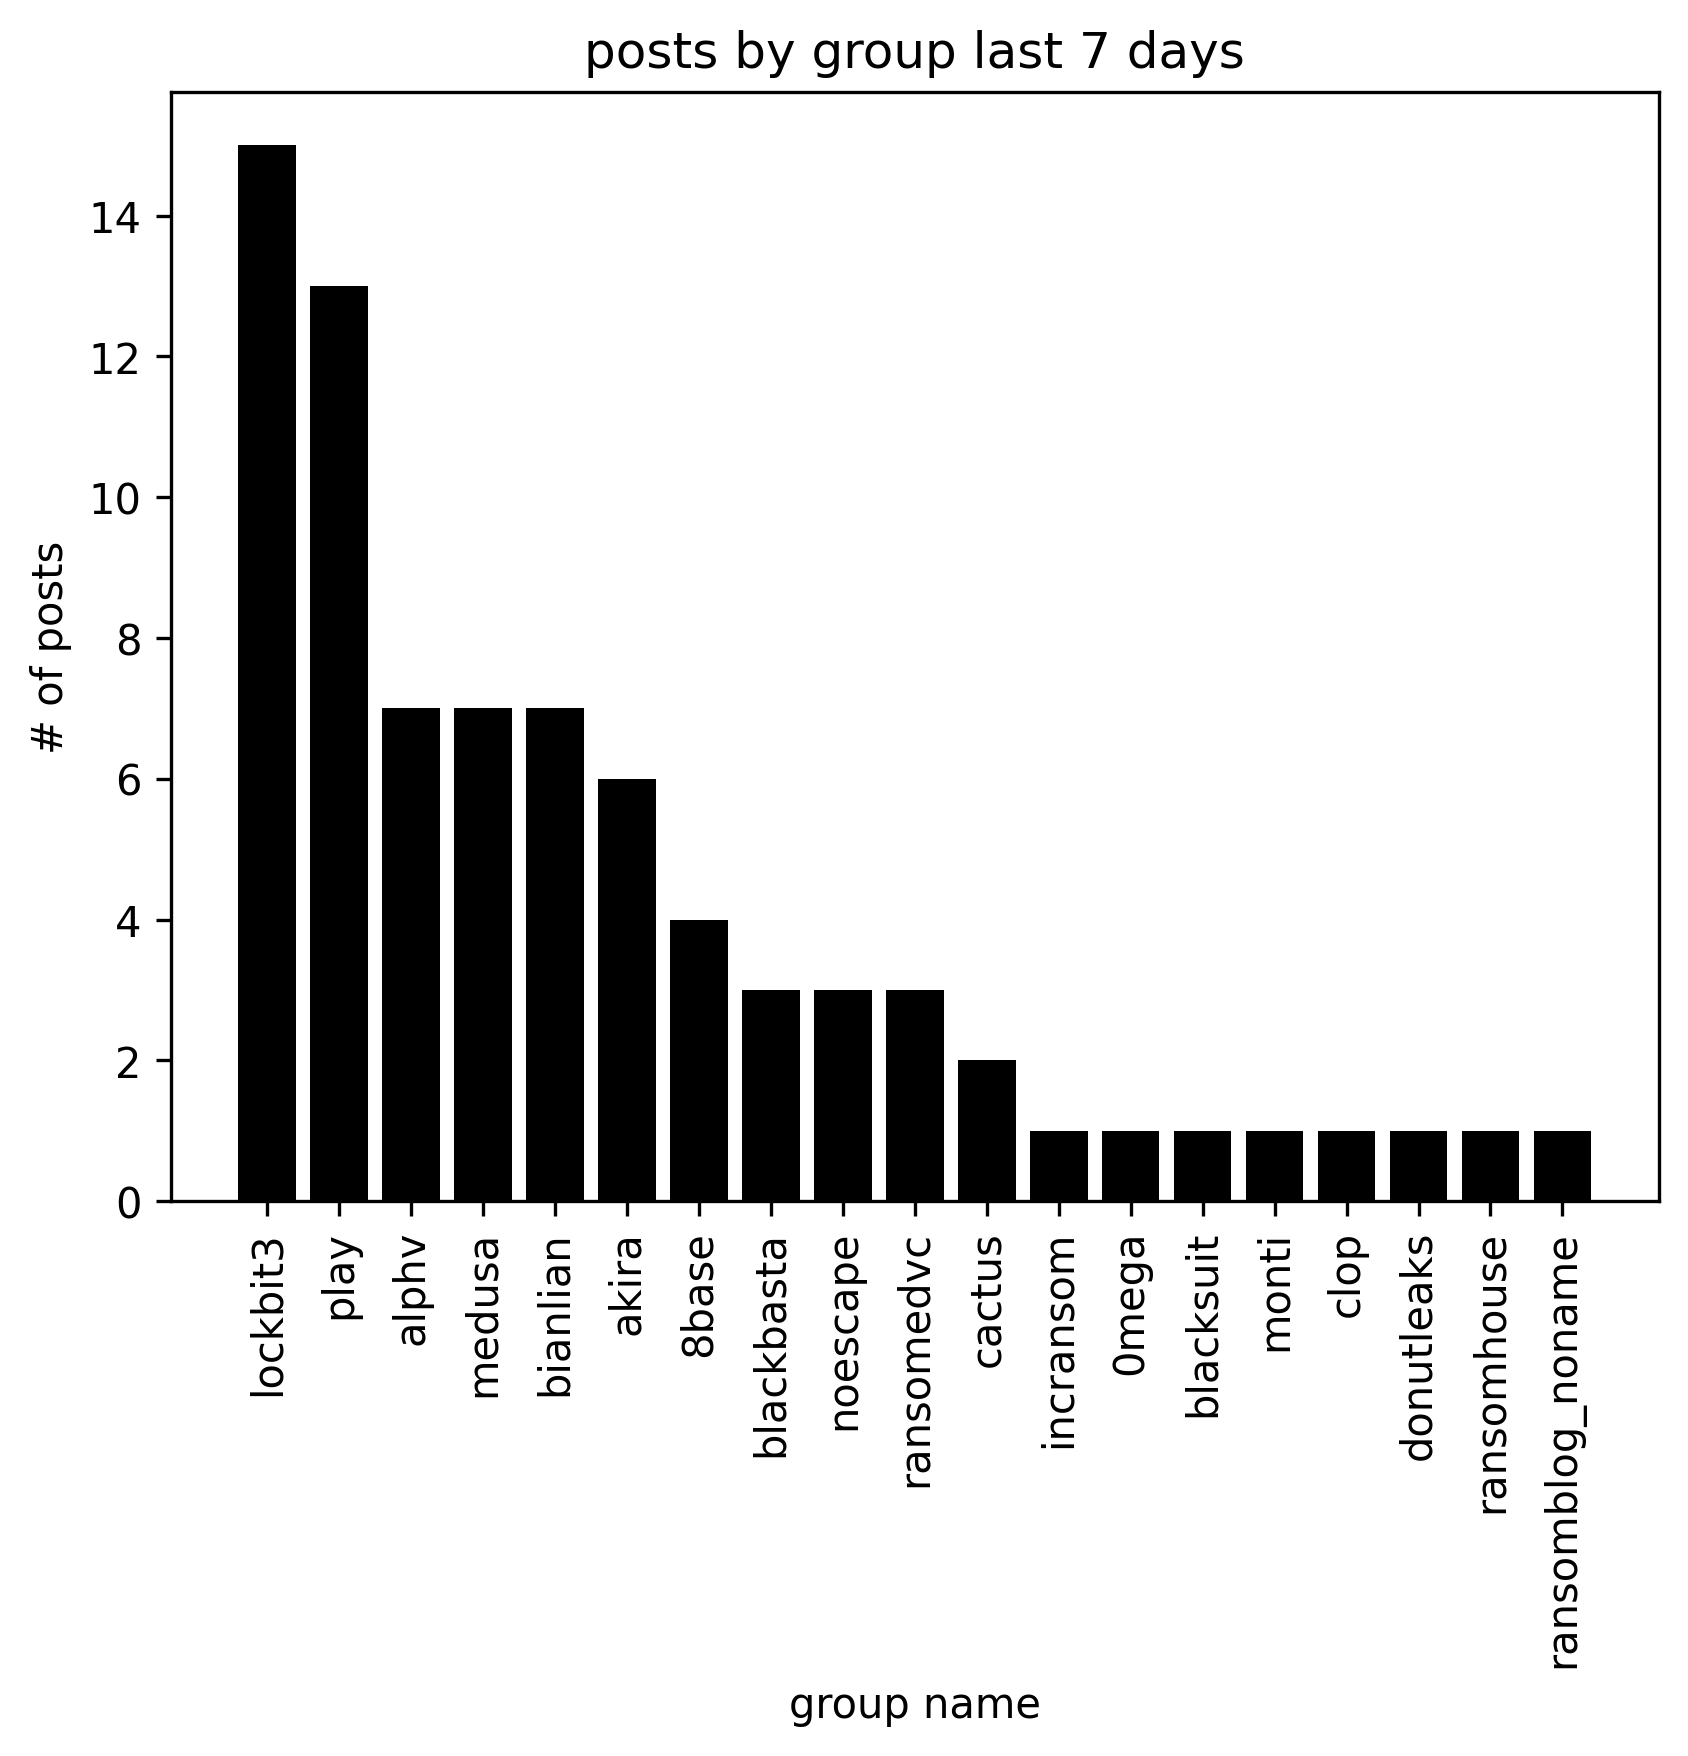 posts by group last 7 days
# of posts
14
12
10
8
6
4
2
0
lockbit3
play
alphv
medusa
bianlian
akira
8base
blackbasta
noescape
ransomedvc
cactus
incransom
0mega
blacksuit
monti
clop
donutleaks
ransomhouse
ransomblog_noname
group name